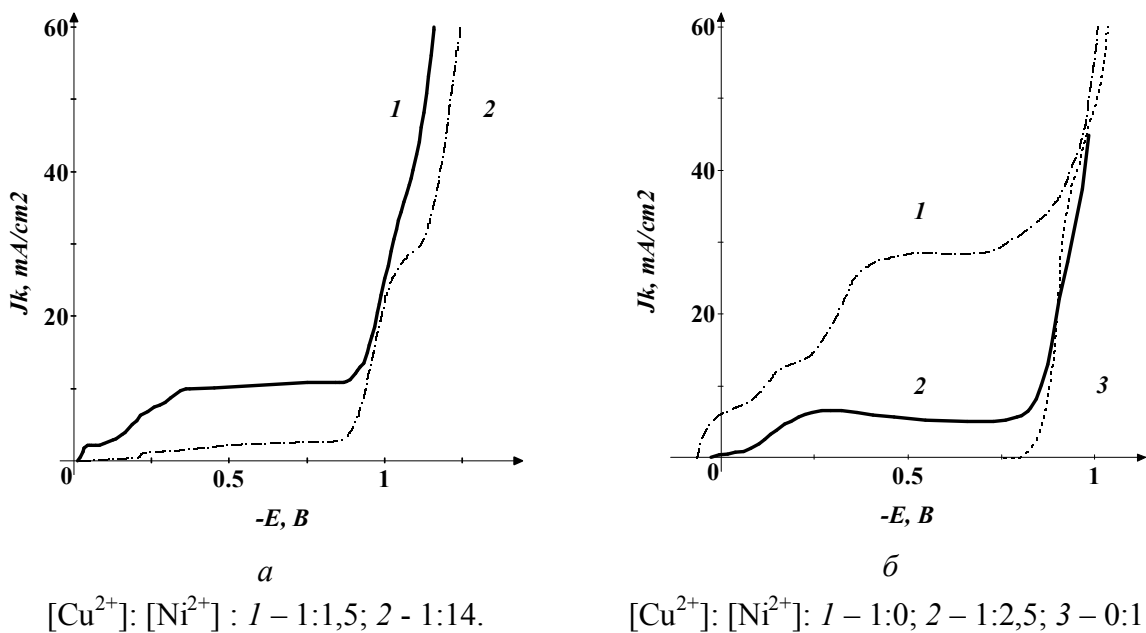 60
40
20
0
0.5
1
Jk, mA/cm2
-E, B
1
2
а
[Cu2+]: [Ni2+] : 1 – 1:1,5; 2 - 1:14.
60
40
20
0
0.5
1
Jk, mA/cm2
-E, B
1
2
3
б
[Cu2+]: [Ni2+]: 1 – 1:0; 2 – 1:2,5; 3 – 0:1